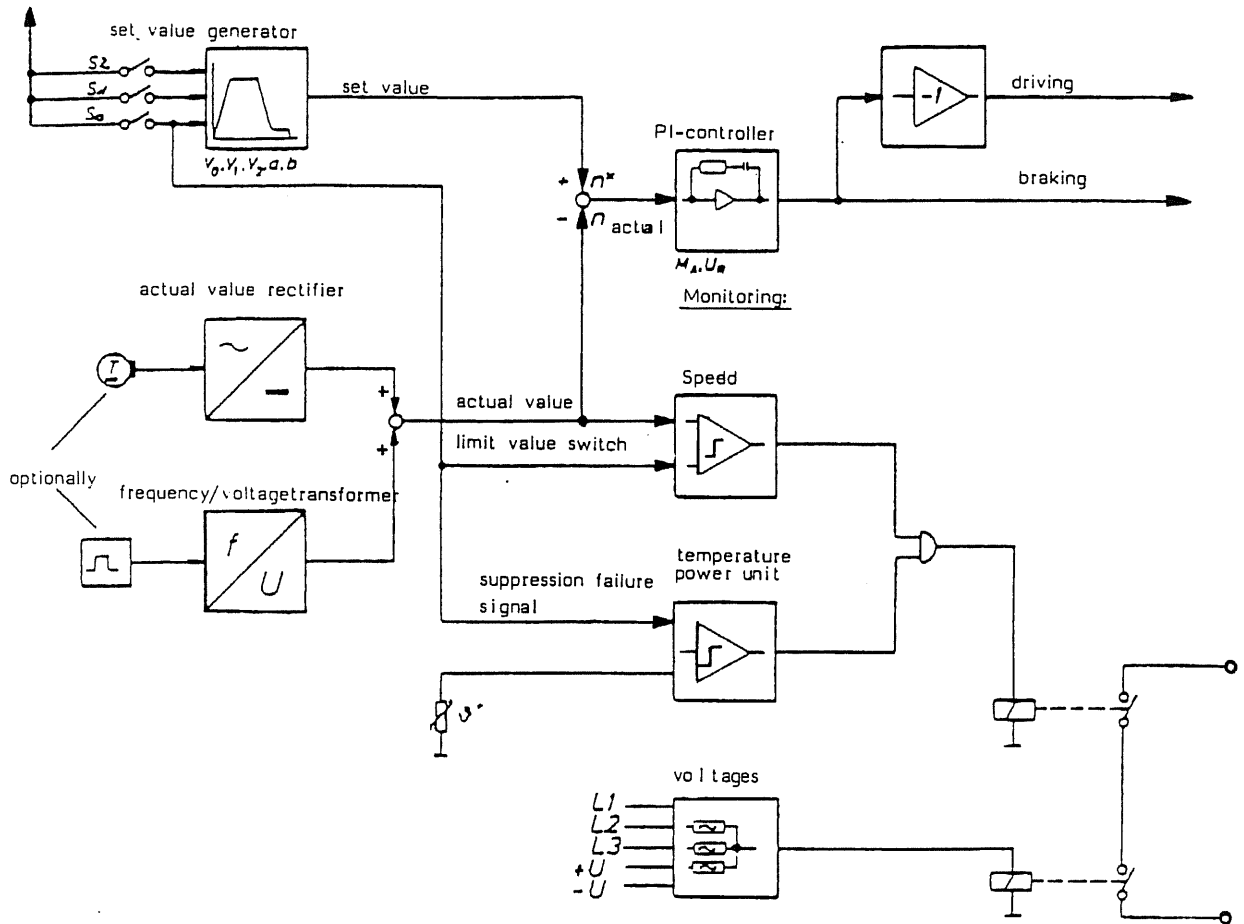 set value generator
S2
S1
S0
set value
V0, V1, V2, a, b
PI-controller
-1
driving
braking
+ n*
- n actual
MA, UR
Monitoring:
actual value rectifier
T
+
actual value
Spedd
limit value switch
+
optionally
frequency/voltagetransformer
f
U
suppression failure
signal
temperature
power unit
ϑ
voltages
L1
L2
L3
+U
-U